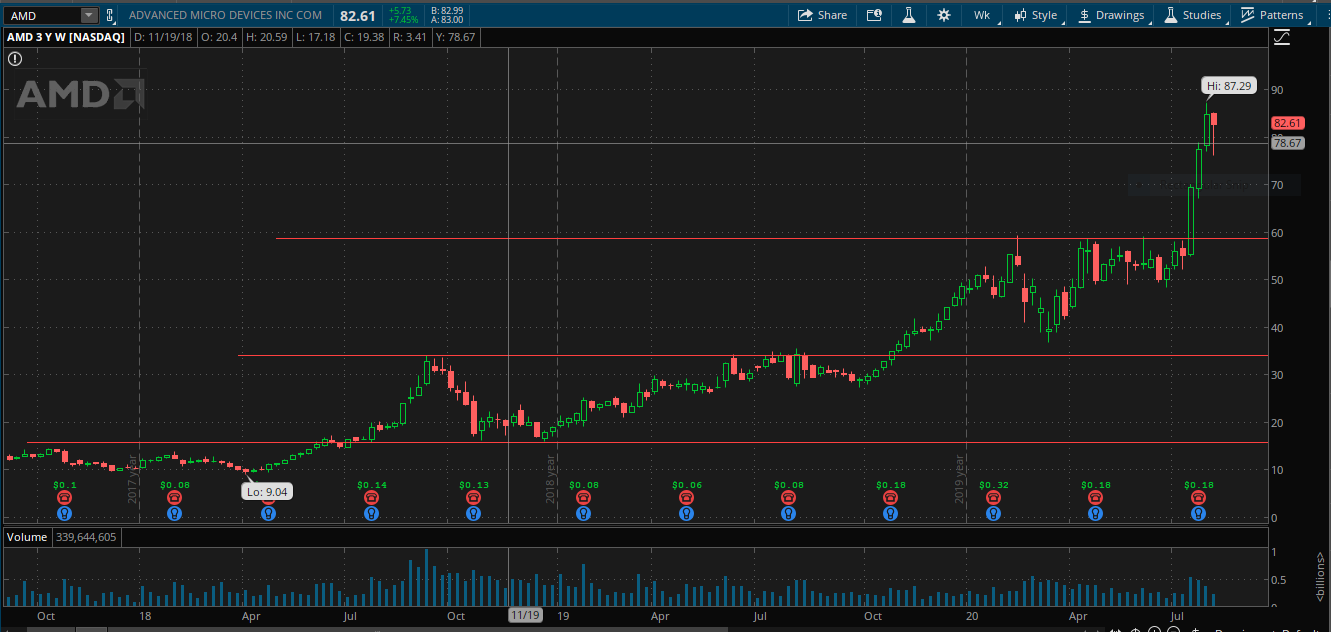 AMD ADVANCED MICRO DEVICES INC COM 82.61 +5.73 +7.45% B: 82.99 A: 83.00 Share Wk Style Drawings Studies Patterns
AMD 3 Y W [NASDAQ] D: 11/19/18 O: 20.4 H: 20.59 L: 17.18 C: 19.38 R: 3.41 Y: 78.67
AMD
Hi: 87.29
90
82.61
78.67
70
60
50
40
30
20
10
0
2017 year
2018 year
2019 year
Lo: 9.04
$0.1 $0.08 $0.14 $0.13 $0.08 $0.06 $0.08 $0.18 $0.32 $0.18 $0.18
Volume 339,644,605
1
0.5
<billions>
Oct 18 Apr Jul Oct 11/19 19 Apr Jul Oct 20 Apr Jul